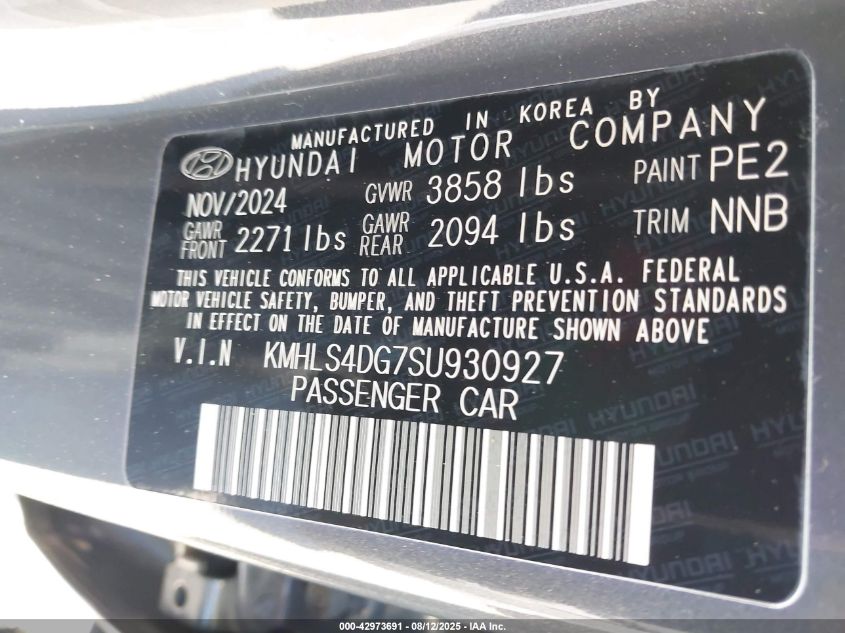 MANUFACTURED IN KOREA BY
HYUNDAI MOTOR COMPANY
NOV/2024 GVWR 3858 lbs PAINT PE2
GAWR FRONT 2271 lbs GAWR REAR 2094 lbs TRIM NNB
THIS VEHICLE CONFORMS TO ALL APPLICABLE U.S.A. FEDERAL
MOTOR VEHICLE SAFETY, BUMPER, AND THEFT PREVENTION STANDARDS
IN EFFECT ON THE DATE OF MANUFACTURE SHOWN ABOVE
V.I.N KMHLS4DG7SU930927
PASSENGER CAR
000-42973691 - 08/12/2025 - IAA Inc.